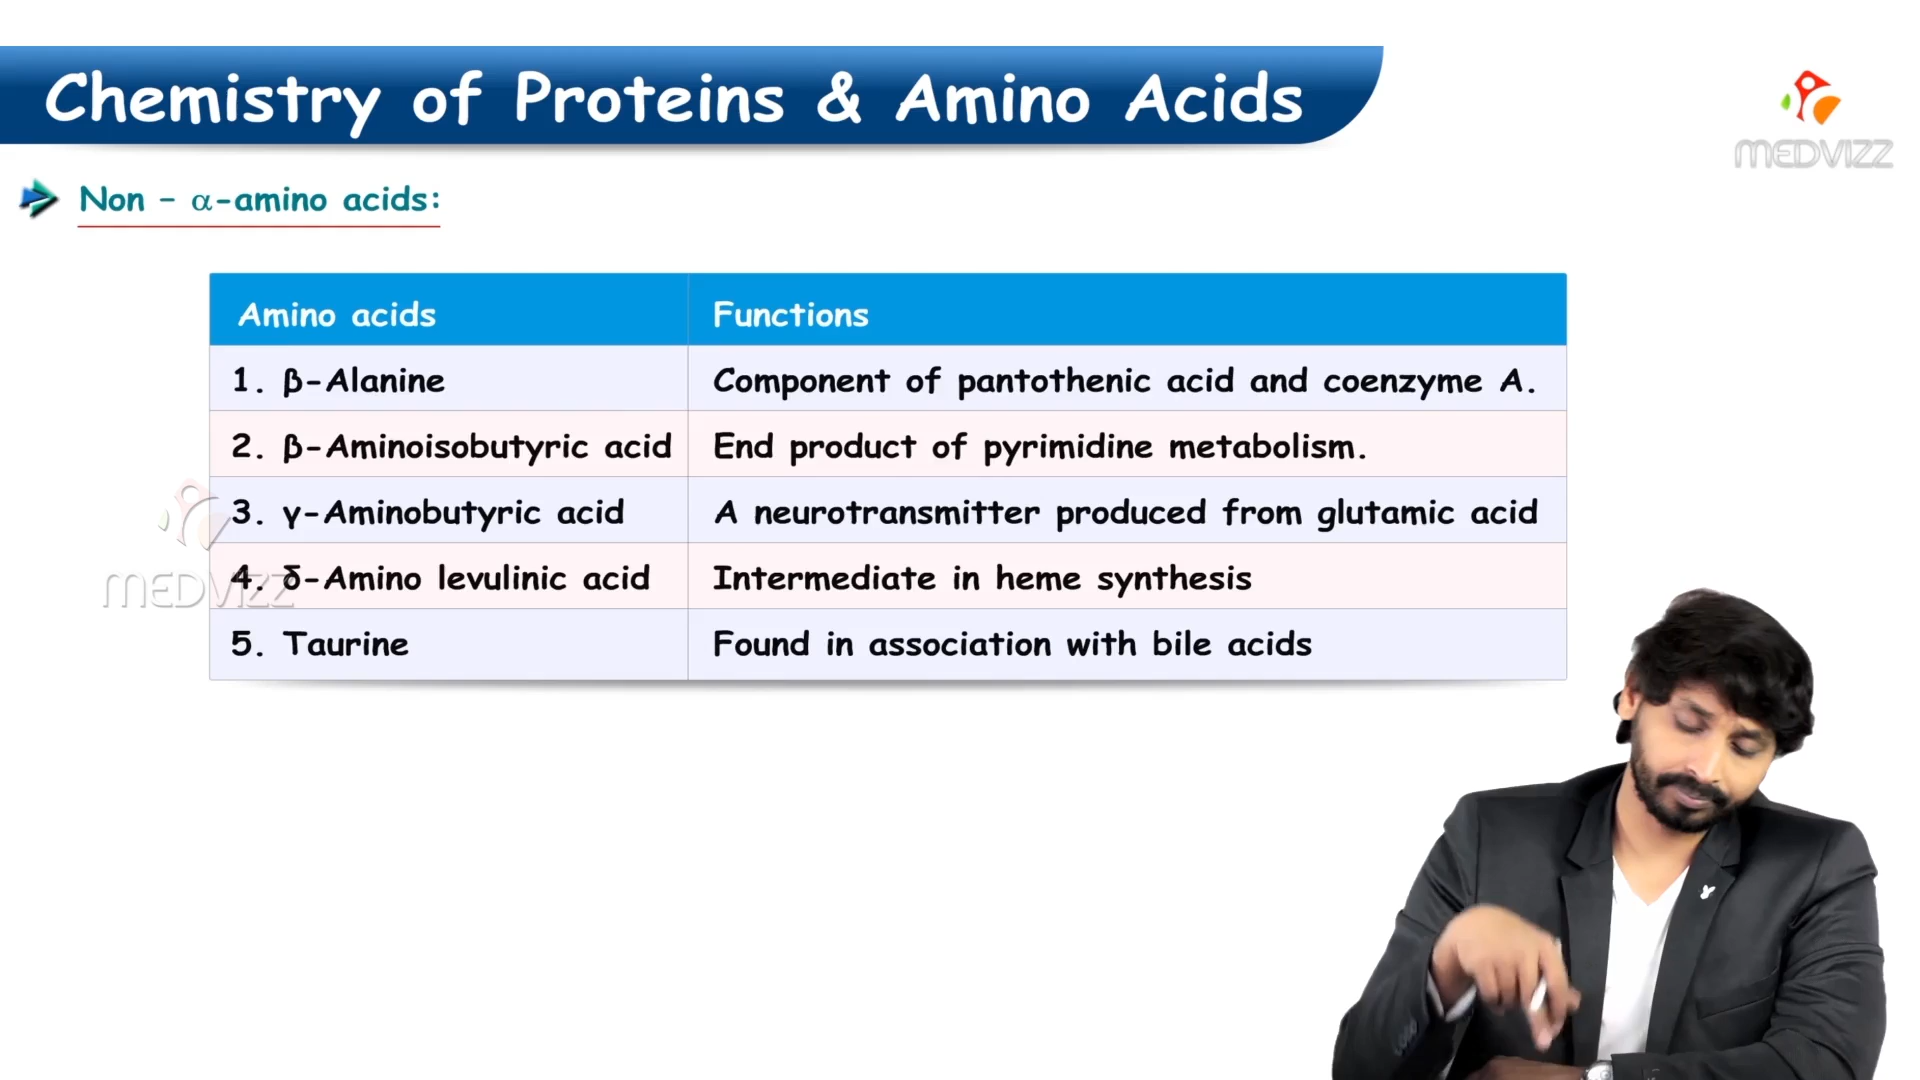 Chemistry of Proteins & Amino Acids
MEDVIZZ
Non - α-amino acids:
Amino acids Functions
1. β-Alanine Component of pantothenic acid and coenzyme A.
2. β-Aminoisobutyric acid End product of pyrimidine metabolism.
3. γ-Aminobutyric acid A neurotransmitter produced from glutamic acid
4. δ-Amino levulinic acid Intermediate in heme synthesis
MEDVIZZ
5. Taurine Found in association with bile acids